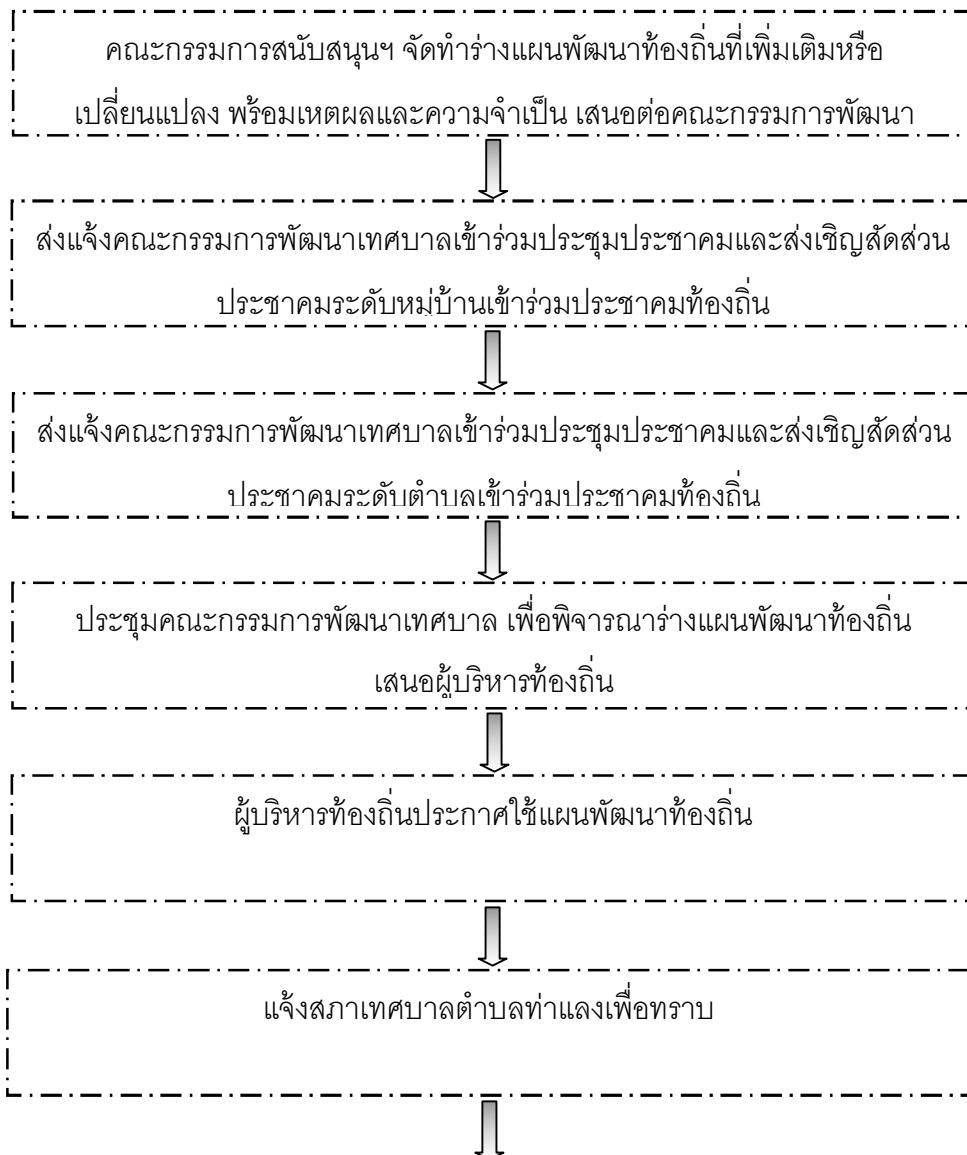 คณะกรรมการสนับสนุนฯ จัดทำร่างแผนพัฒนาท้องถิ่นที่เพิ่มเติมหรือ
เปลี่ยนแปลง พร้อมเหตผลและความจำเป็น เสนอต่อคณะกรรมการพัฒนา
ส่งแจ้งคณะกรรมการพัฒนาเทศบาลเข้าร่วมประชุมประชาคมและส่งเชิญสัดส่วน
ประชาคมระดับหมู่บ้านเข้าร่วมประชาคมท้องถิ่น
ส่งแจ้งคณะกรรมการพัฒนาเทศบาลเข้าร่วมประชุมประชาคมและส่งเชิญสัดส่วน
ประชาคมระดับตำบลเข้าร่วมประชาคมท้องถิ่น
ประชุมคณะกรรมการพัฒนาเทศบาล เพื่อพิจารณาร่างแผนพัฒนาท้องถิ่น
เสนอผู้บริหารท้องถิ่น
ผู้บริหารท้องถิ่นประกาศใช้แผนพัฒนาท้องถิ่น
แจ้งสภาเทศบาลตำบลท่าแลงเพื่อทราบ